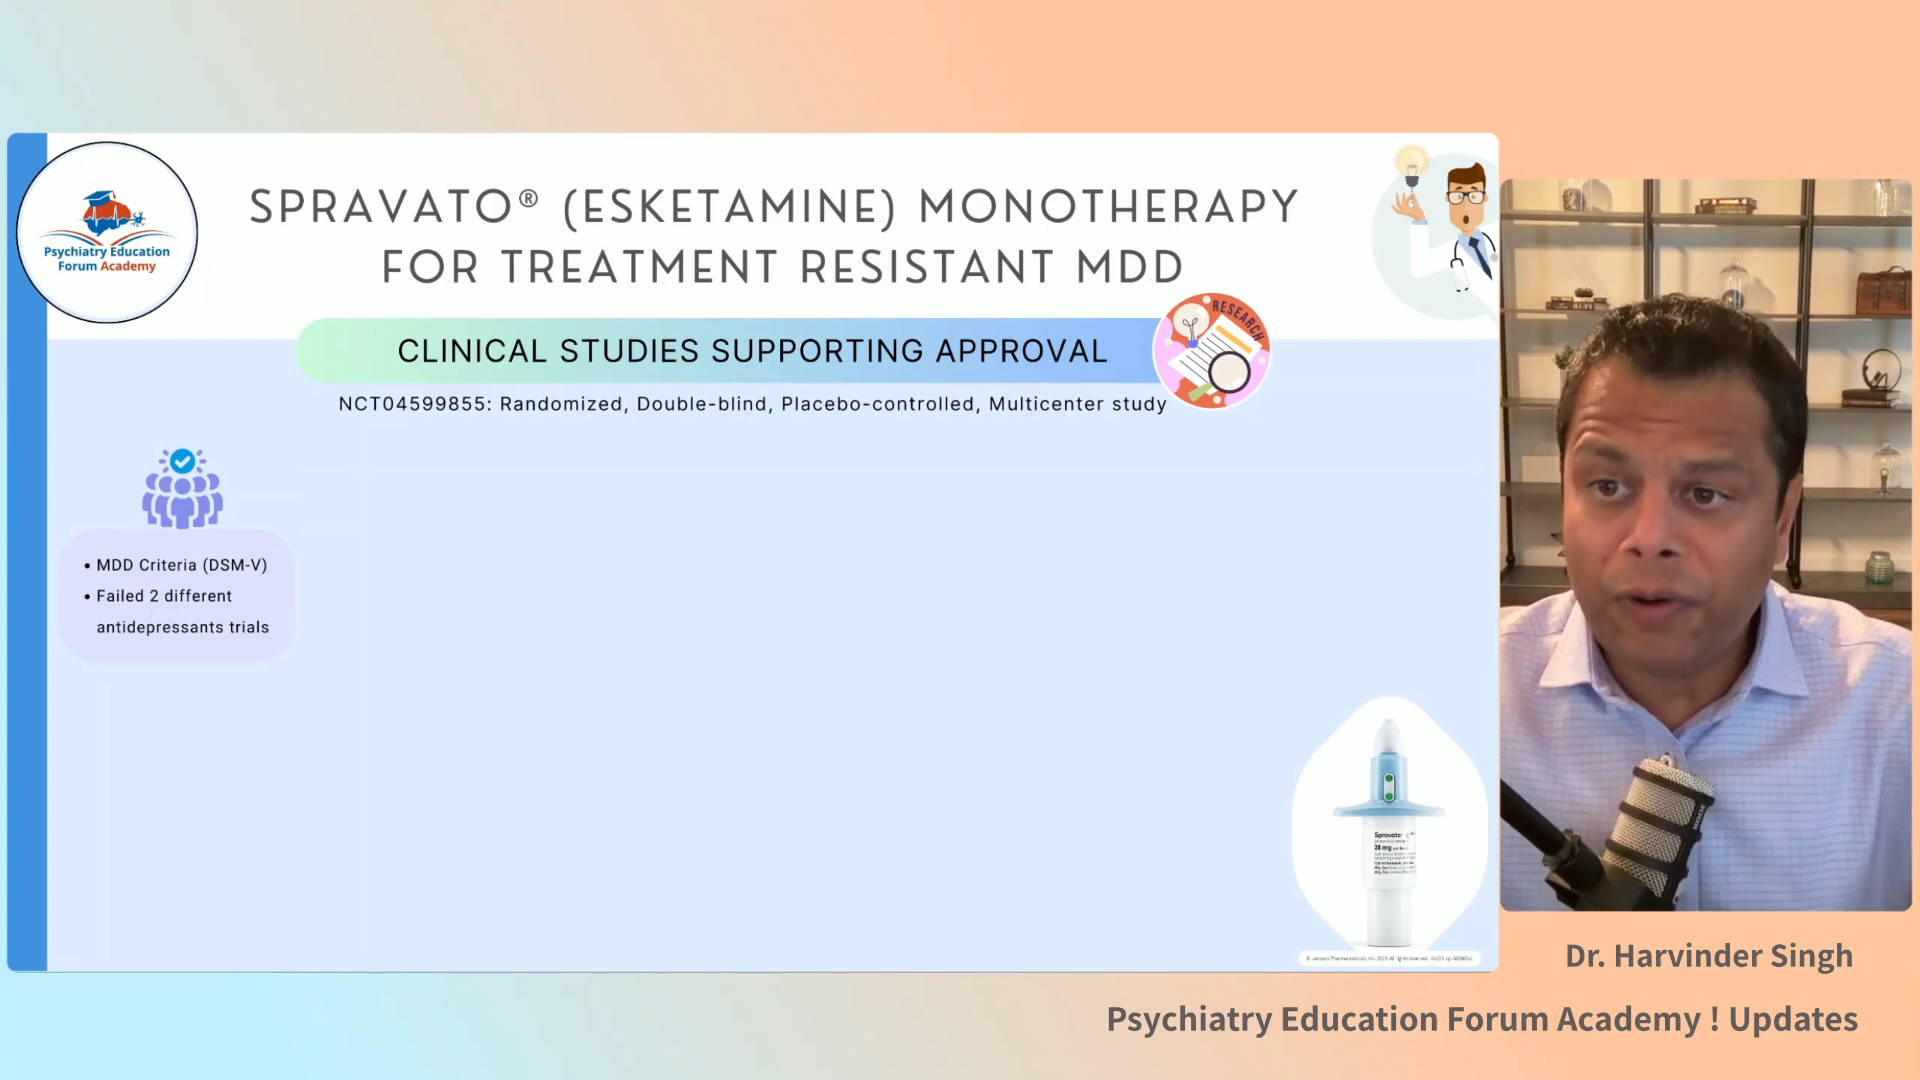 Psychiatry Education
Forum Academy
SPRAVATO® (ESKETAMINE) MONOTHERAPY
FOR TREATMENT RESISTANT MDD
RESEARCH
CLINICAL STUDIES SUPPORTING APPROVAL
NCT04599855: Randomized, Double-blind, Placebo-controlled, Multicenter study
• MDD Criteria (DSM-V)
• Failed 2 different
antidepressants trials
Spravato
28 mg
Dr. Harvinder Singh
Psychiatry Education Forum Academy ! Updates